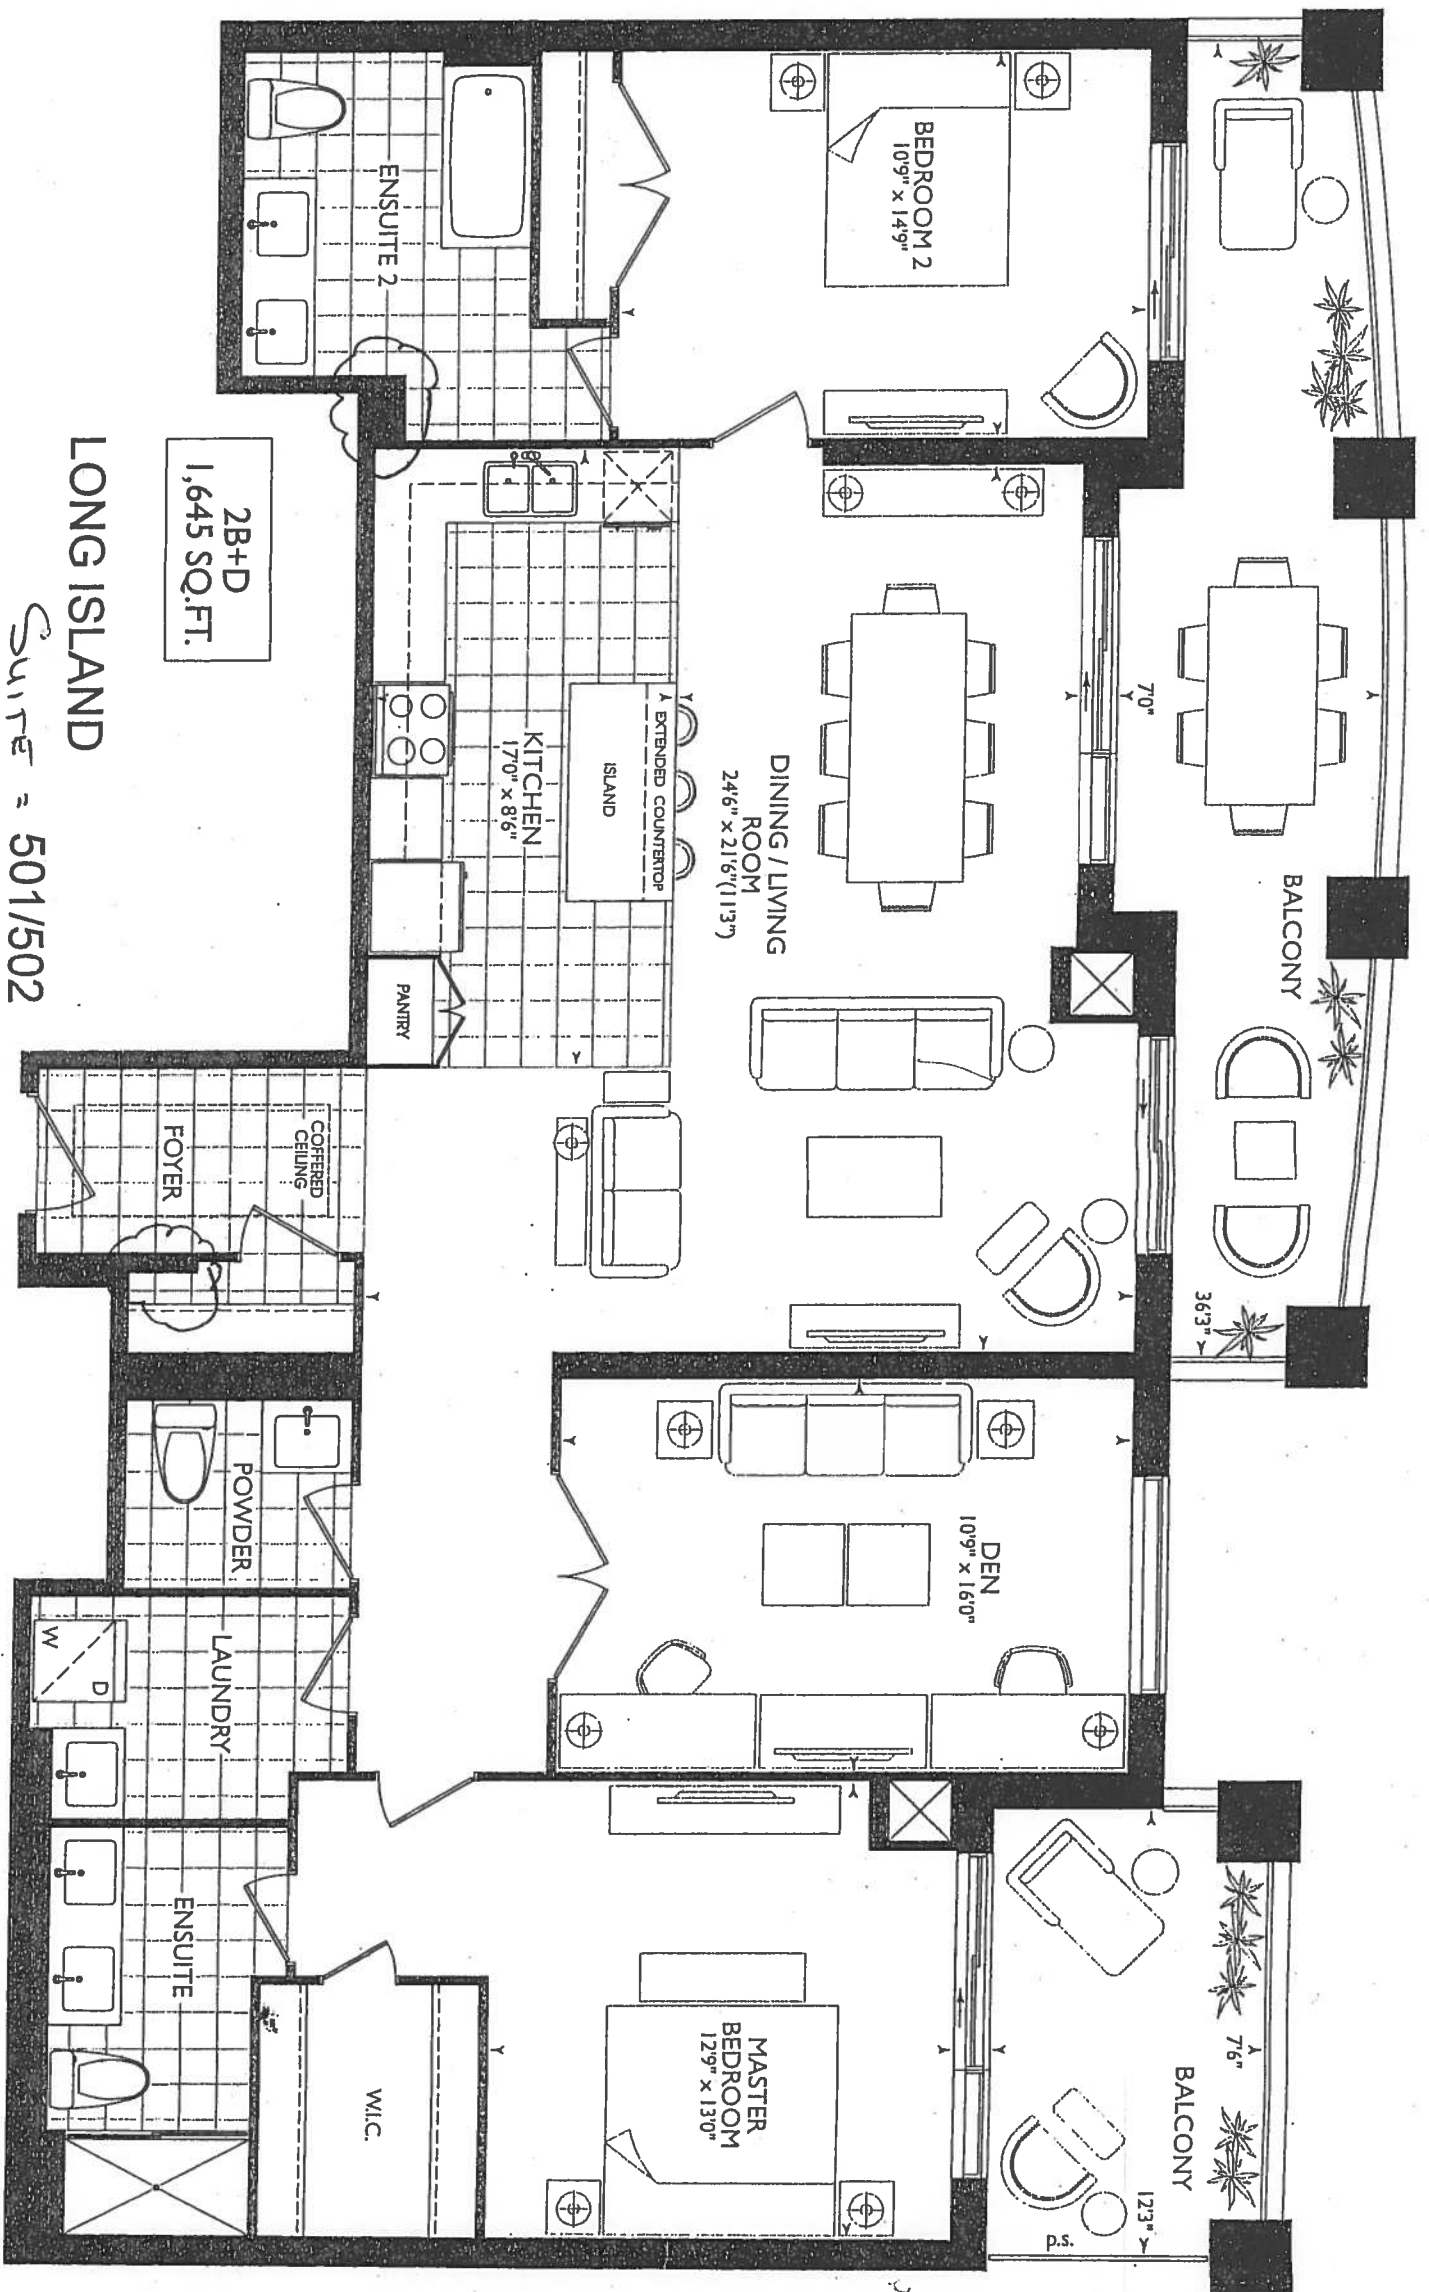 BALCONY
36'3"
7'0"
BALCONY
7'6"
12'3"
p.s.
BEDROOM 2
10'9" x 14'9"
DINING / LIVING
ROOM
24'6" x 21'6"(11'3")
DEN
10'9" x 16'0"
MASTER
BEDROOM
12'9" x 13'0"
ENSUITE 2
EXTENDED COUNTERTOP
ISLAND
KITCHEN
17'0" x 8'6"
PANTRY
COFFERED
CEILING
FOYER
POWDER
LAUNDRY
W
D
ENSUITE
W.I.C.
2B+D
1,645 SQ.FT.
LONG ISLAND
SUITE = 501/502